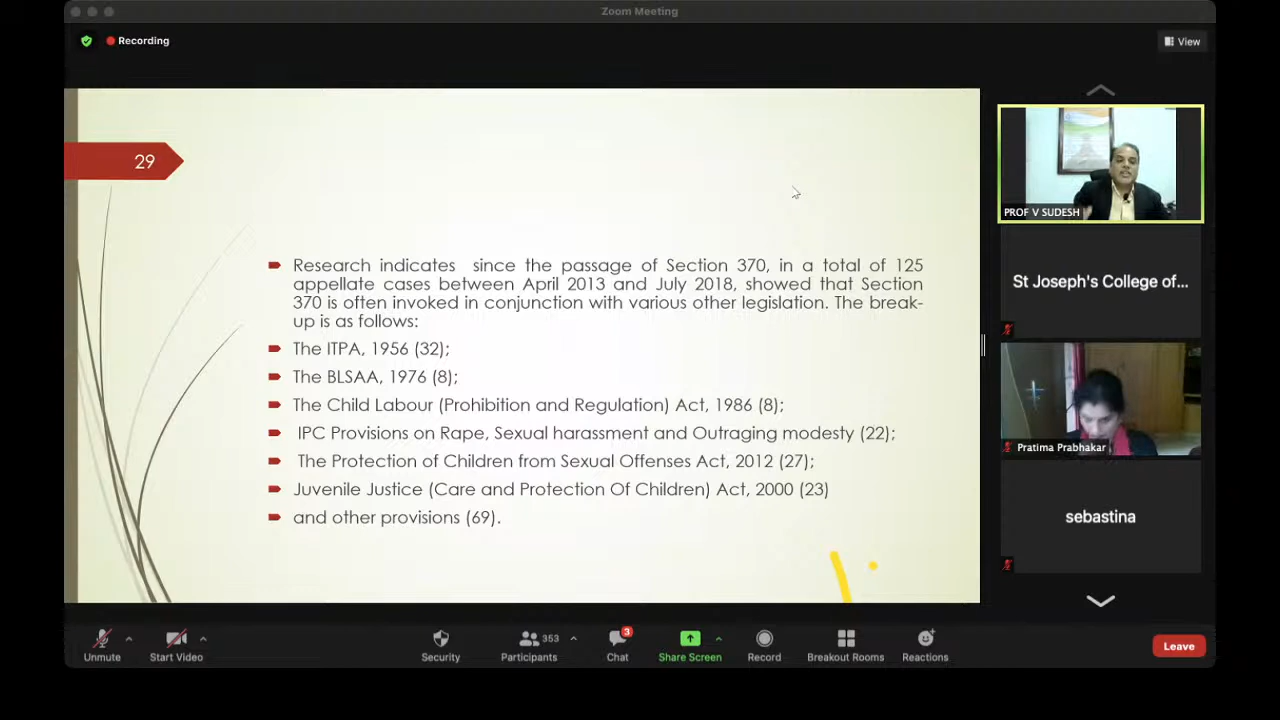 Zoom Meeting
Recording
View
29
Research indicates since the passage of Section 370, in a total of 125
appellate cases between April 2013 and July 2018, showed that Section
370 is often invoked in conjunction with various other legislation. The break-
up is as follows:
The ITPA, 1956 (32);
The BLSAA, 1976 (8);
The Child Labour (Prohibition and Regulation) Act, 1986 (8);
IPC Provisions on Rape, Sexual harassment and Outraging modesty (22);
The Protection of Children from Sexual Offenses Act, 2012 (27);
Juvenile Justice (Care and Protection Of Children) Act, 2000 (23)
and other provisions (69).
PROF V SUDESH
St Joseph's College of...
Pratima Prabhakar
sebastina
Unmute
Start Video
Security
353
Participants
3
Chat
Share Screen
Record
Breakout Rooms
Reactions
Leave